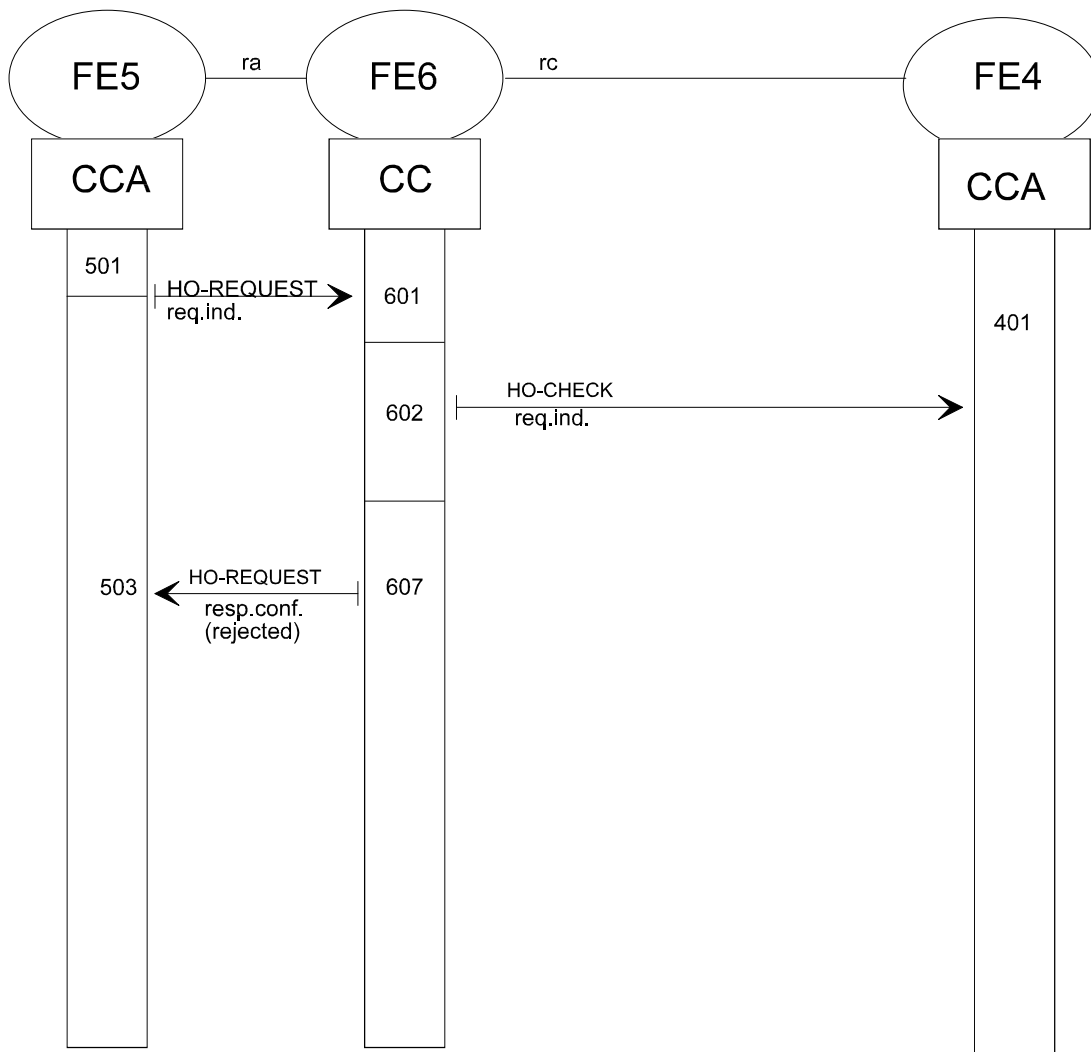 FE5
ra
FE6
rc
FE4
CCA
CC
CCA
501
HO-REQUEST
req.ind.
601
401
602
HO-CHECK
req.ind.
503
HO-REQUEST
resp.conf.
(rejected)
607